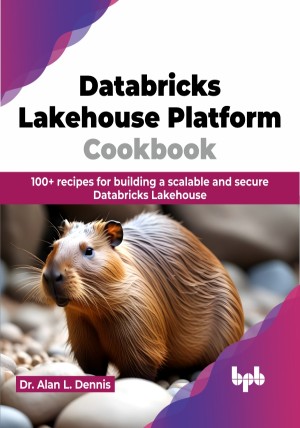 Databricks
Lakehouse Platform
Cookbook
100+ recipes for building a scalable and secure
Databricks Lakehouse
Dr. Alan L. Dennis
bpb